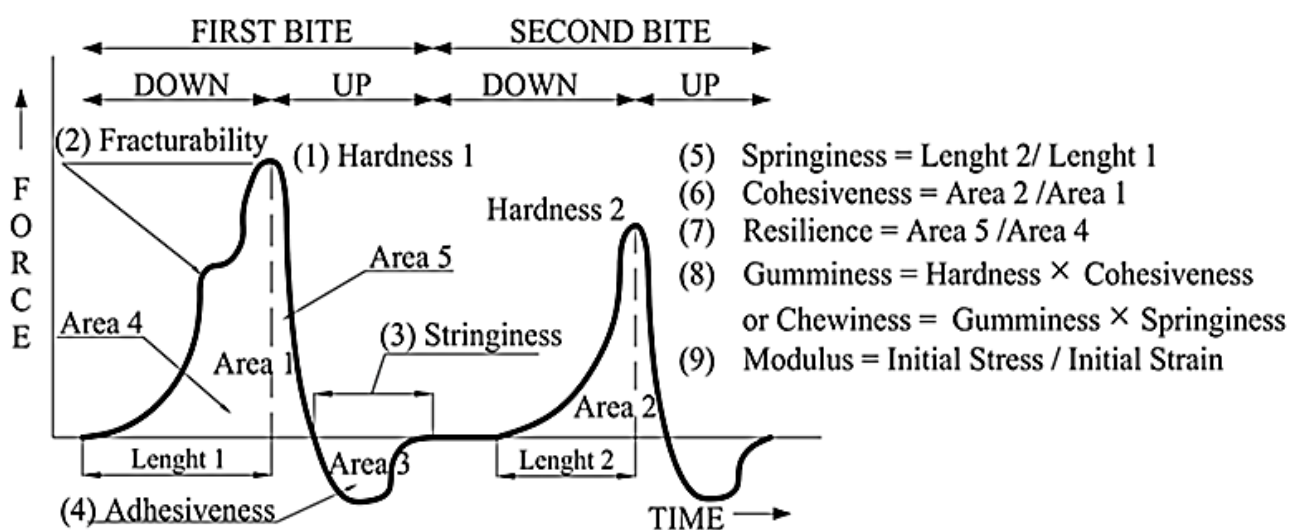 FIRST BITE
SECOND BITE
DOWN
UP
DOWN
UP
(2) Fracturability
(1) Hardness 1
Hardness 2
FORCE
Area 4
Area 1
Area 5
(3) Stringiness
Area 2
Lenght 1
Area 3
Lenght 2
(4) Adhesiveness
TIME
(5) Springiness = Lenght 2/ Lenght 1
(6) Cohesiveness = Area 2 /Area 1
(7) Resilience = Area 5 /Area 4
(8) Gumminess = Hardness × Cohesiveness
or Chewiness = Gumminess × Springiness
(9) Modulus = Initial Stress / Initial Strain